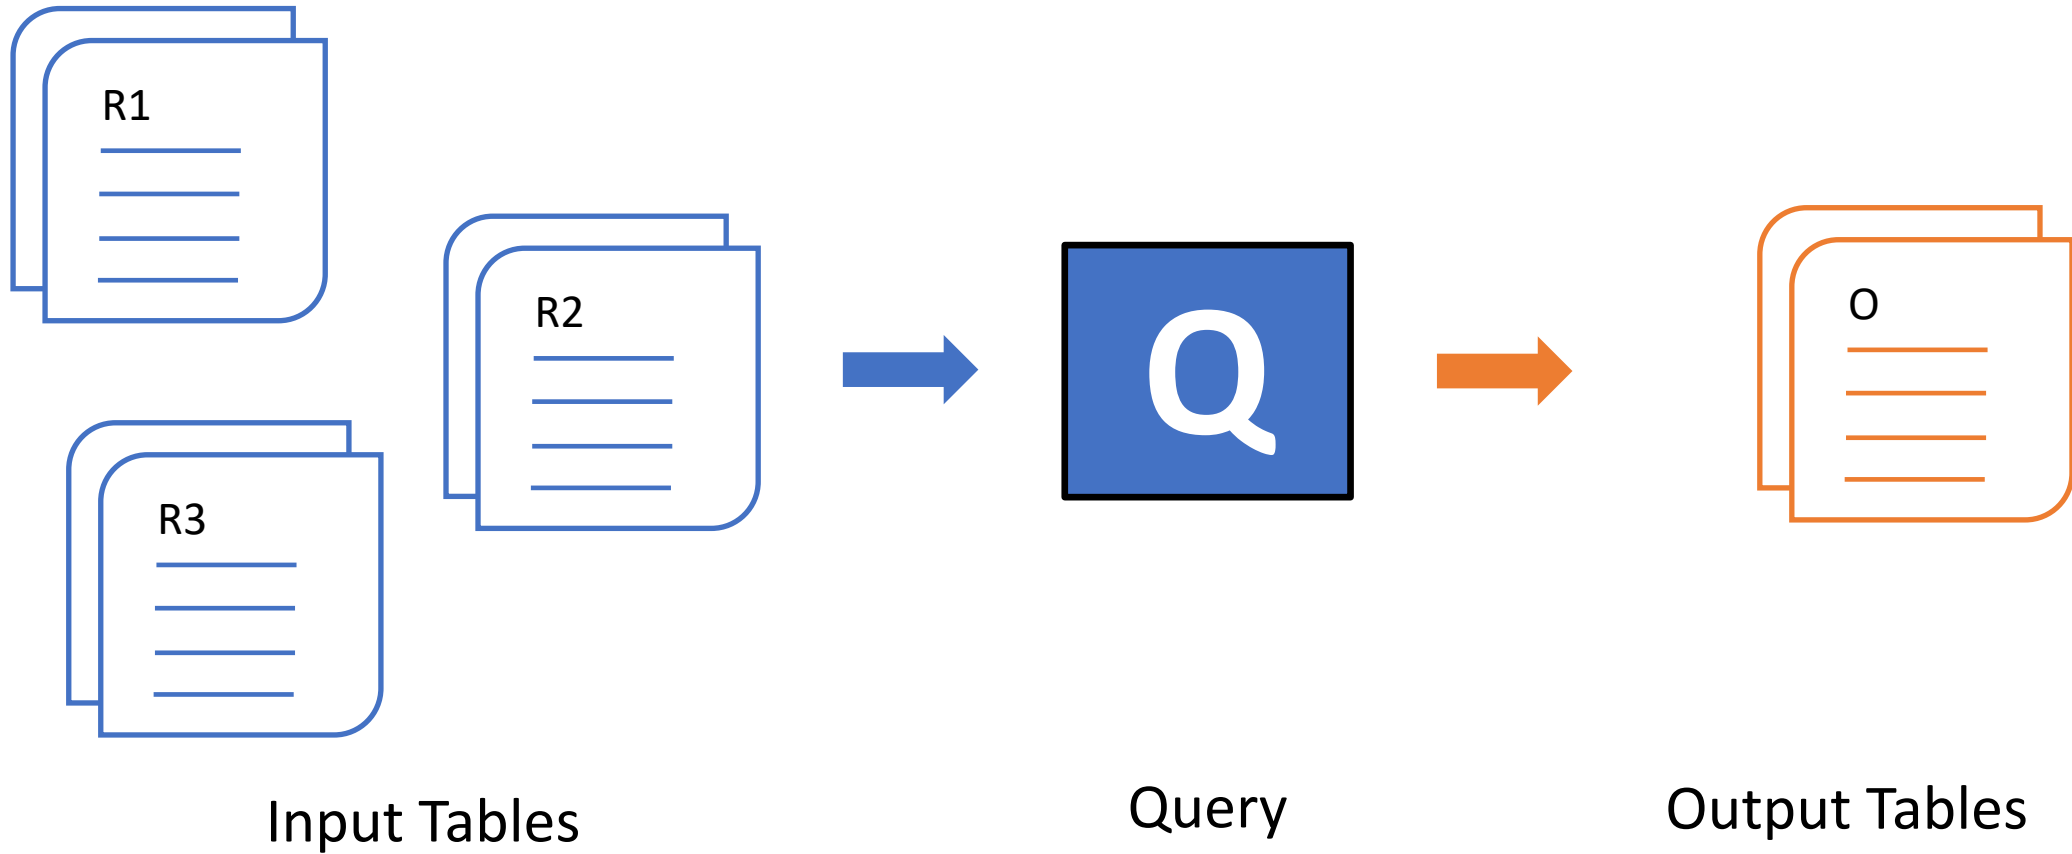 R1
R2
R3
Q
O
Input Tables
Query
Output Tables